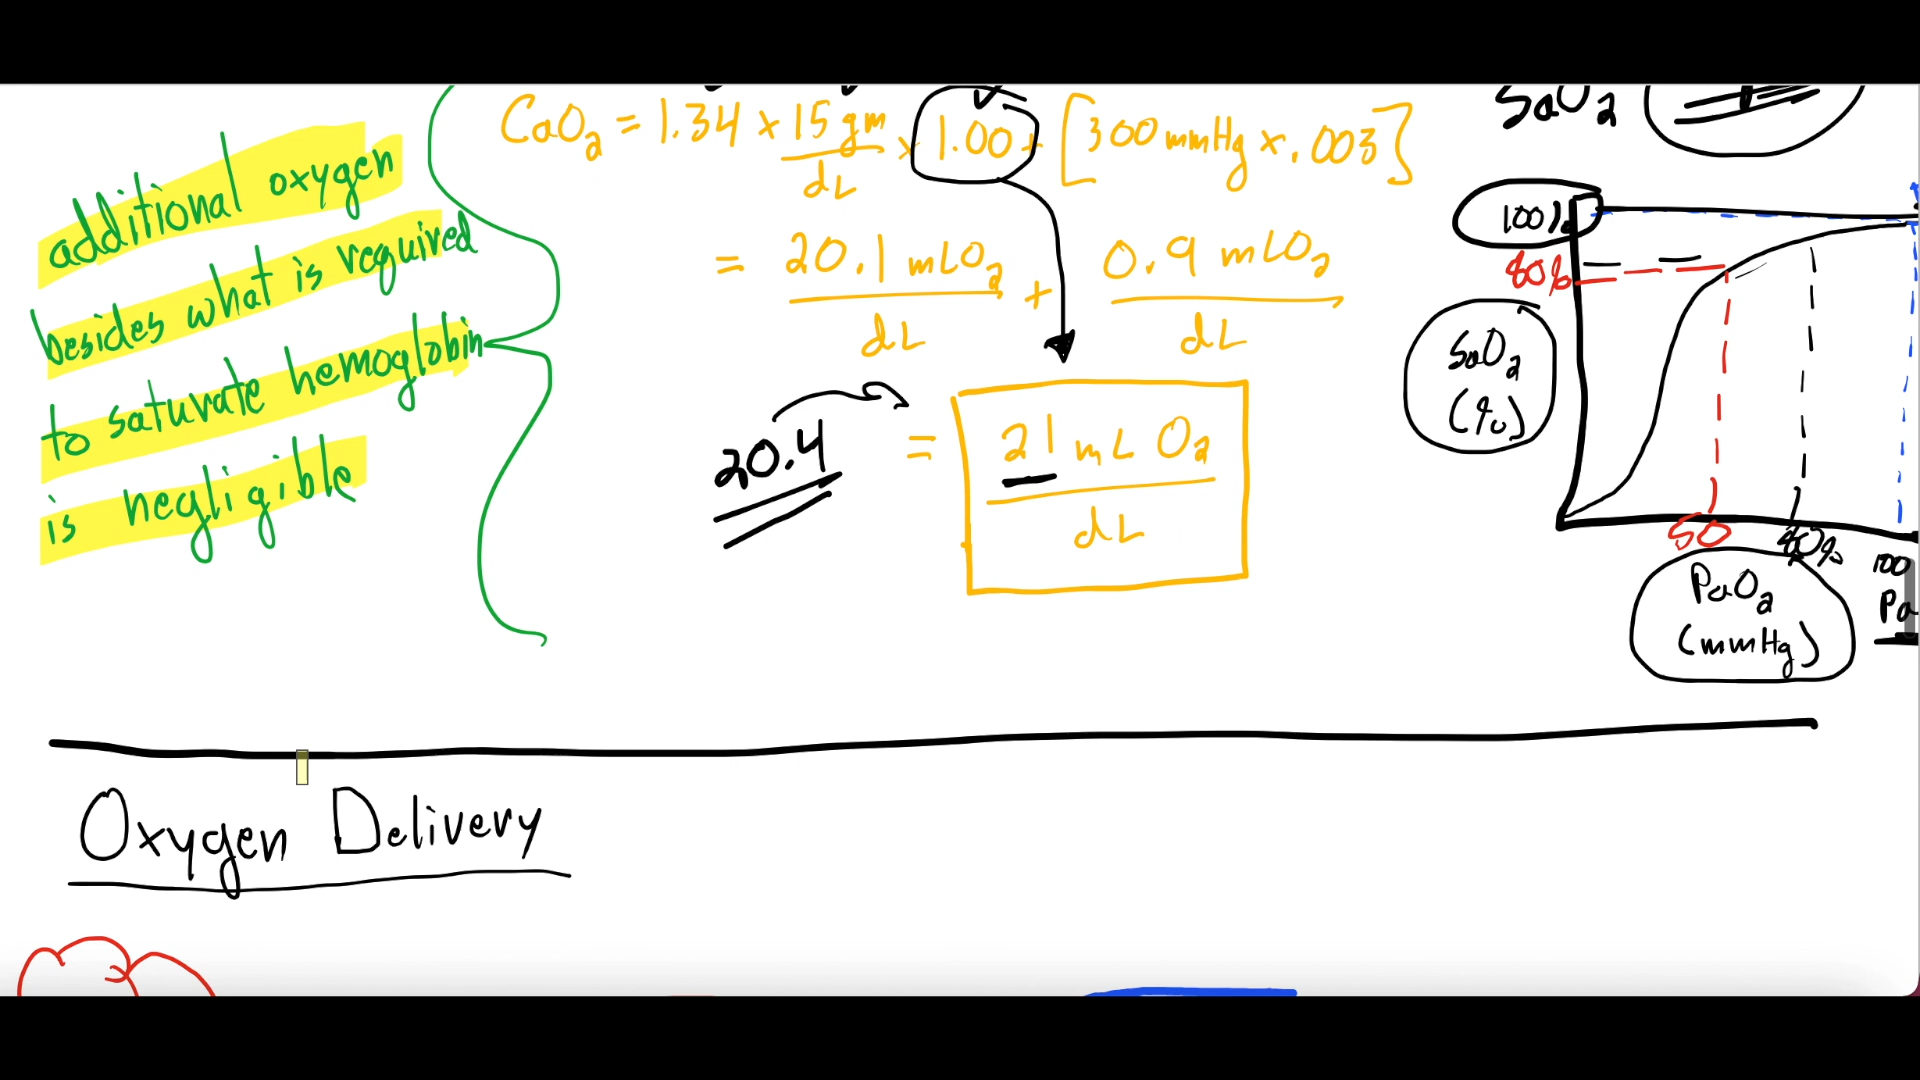 additional oxygen
besides what is required
to saturate hemoglobin
is negligible
CaO₂ = 1.34 × 15 gm/dL × 1.00 + [300 mmHg × .003]
= 20.1 mLO₂/dL + 0.9 mLO₂/dL
20.4 = 21 mL O₂/dL
SaO₂
100%
80%
SaO₂
(%)
50
100
PaO₂
(mmHg)
Pa
Oxygen Delivery